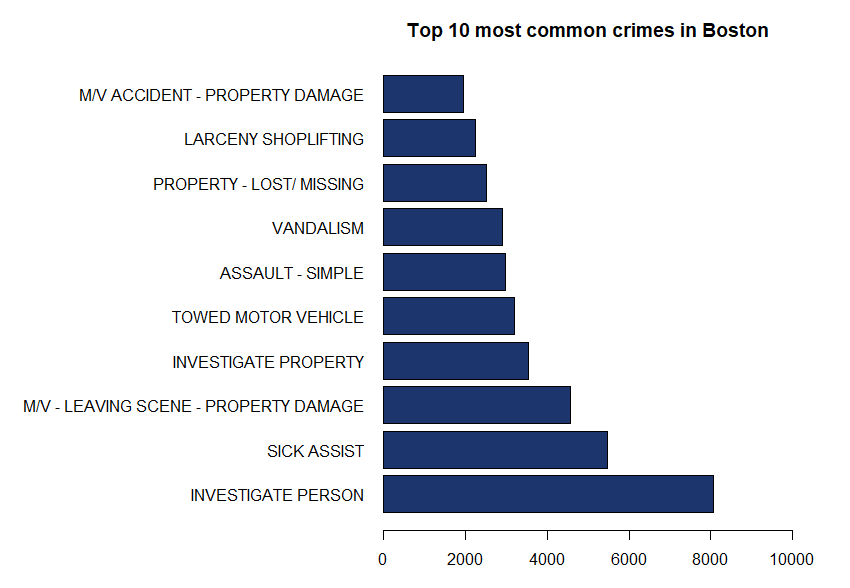 Top 10 most common crimes in Boston
M/V ACCIDENT - PROPERTY DAMAGE
LARCENY SHOPLIFTING
PROPERTY - LOST/ MISSING
VANDALISM
ASSAULT - SIMPLE
TOWED MOTOR VEHICLE
INVESTIGATE PROPERTY
M/V - LEAVING SCENE - PROPERTY DAMAGE
SICK ASSIST
INVESTIGATE PERSON
0 2000 4000 6000 8000 10000